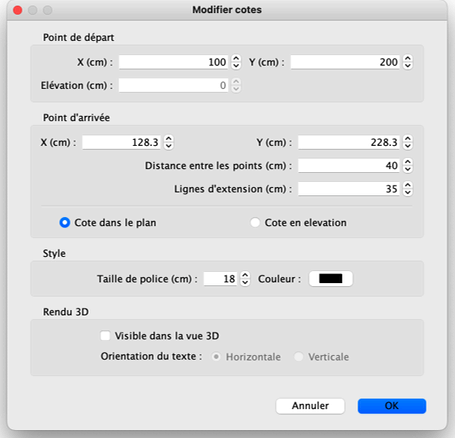 Modifier cotes
Point de départ
X (cm) : 100 Y (cm) : 200
Elévation (cm) : 0
Point d'arrivée
X (cm) : 128.3 Y (cm) : 228.3
Distance entre les points (cm) : 40
Lignes d'extension (cm) : 35
Cote dans le plan Cote en elevation
Style
Taille de police (cm) : 18 Couleur :
Rendu 3D
Visible dans la vue 3D
Orientation du texte : Horizontale Verticale
Annuler OK